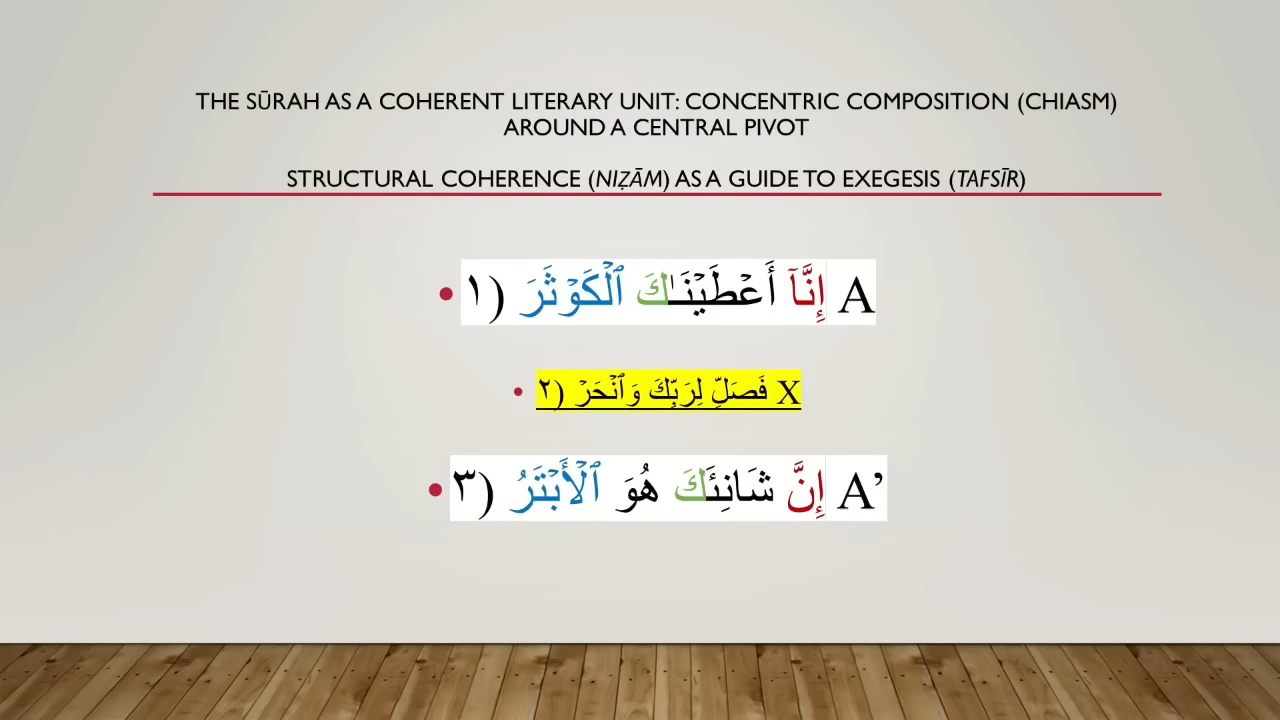 THE SŪRAH AS A COHERENT LITERARY UNIT: CONCENTRIC COMPOSITION (CHIASM)
AROUND A CENTRAL PIVOT
STRUCTURAL COHERENCE (NIẒĀM) AS A GUIDE TO EXEGESIS (TAFSĪR)
• A إِنَّآ أَعْطَيْنَـٰكَ ٱلْكَوْثَرَ (١
• X فَصَلِّ لِرَبِّكَ وَٱنْحَرْ (٢
• A’ إِنَّ شَانِئَكَ هُوَ ٱلْأَبْتَرُ (٣